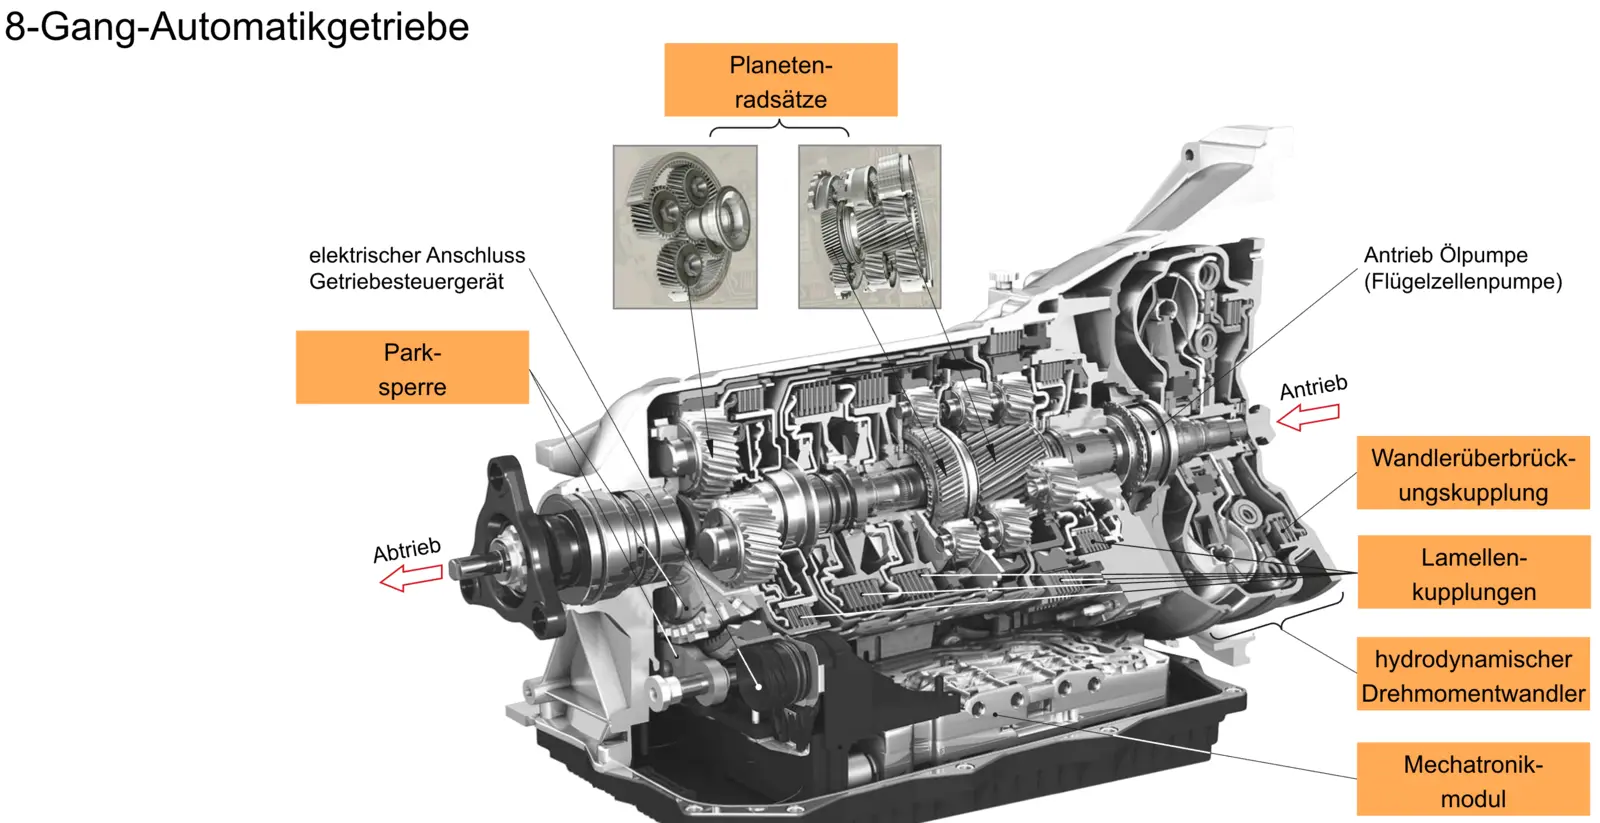 8-Gang-Automatikgetriebe
Planeten-
radsätze
elektrischer Anschluss
Getriebesteuergerät
Antrieb Ölpumpe
(Flügelzellenpumpe)
Park-
sperre
Antrieb
Wandlerüberbrück-
ungskupplung
Abtrieb
Lamellen-
kupplungen
hydrodynamischer
Drehmomentwandler
Mechatronik-
modul